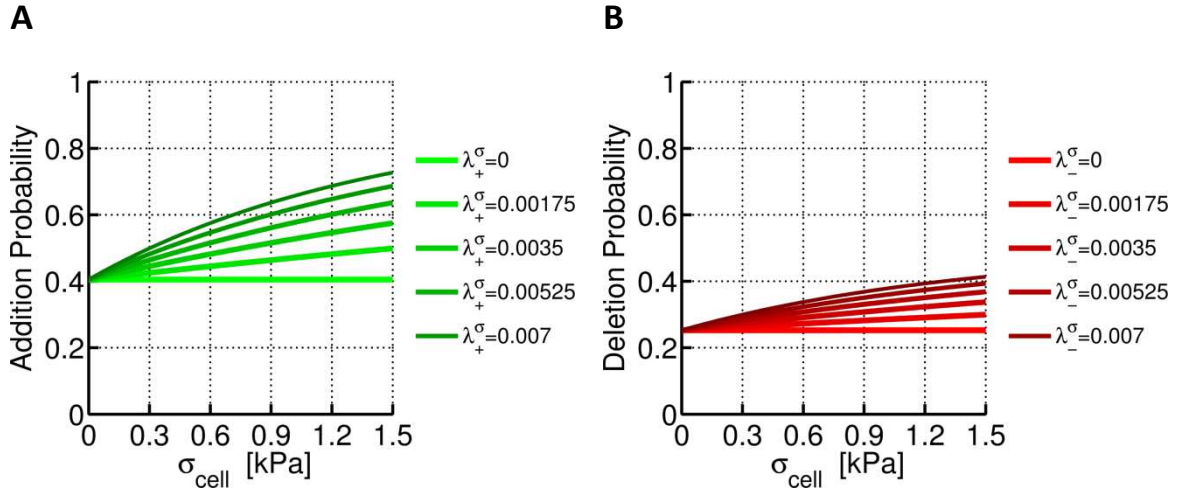 A
Addition Probability
1
0.8
0.6
0.4
0.2
0
0 0.3 0.6 0.9 1.2 1.5
σcell [kPa]
λ+σ=0
λ+σ=0.00175
λ+σ=0.0035
λ+σ=0.00525
λ+σ=0.007
B
Deletion Probability
1
0.8
0.6
0.4
0.2
0
0 0.3 0.6 0.9 1.2 1.5
σcell [kPa]
λ−σ=0
λ−σ=0.00175
λ−σ=0.0035
λ−σ=0.00525
λ−σ=0.007